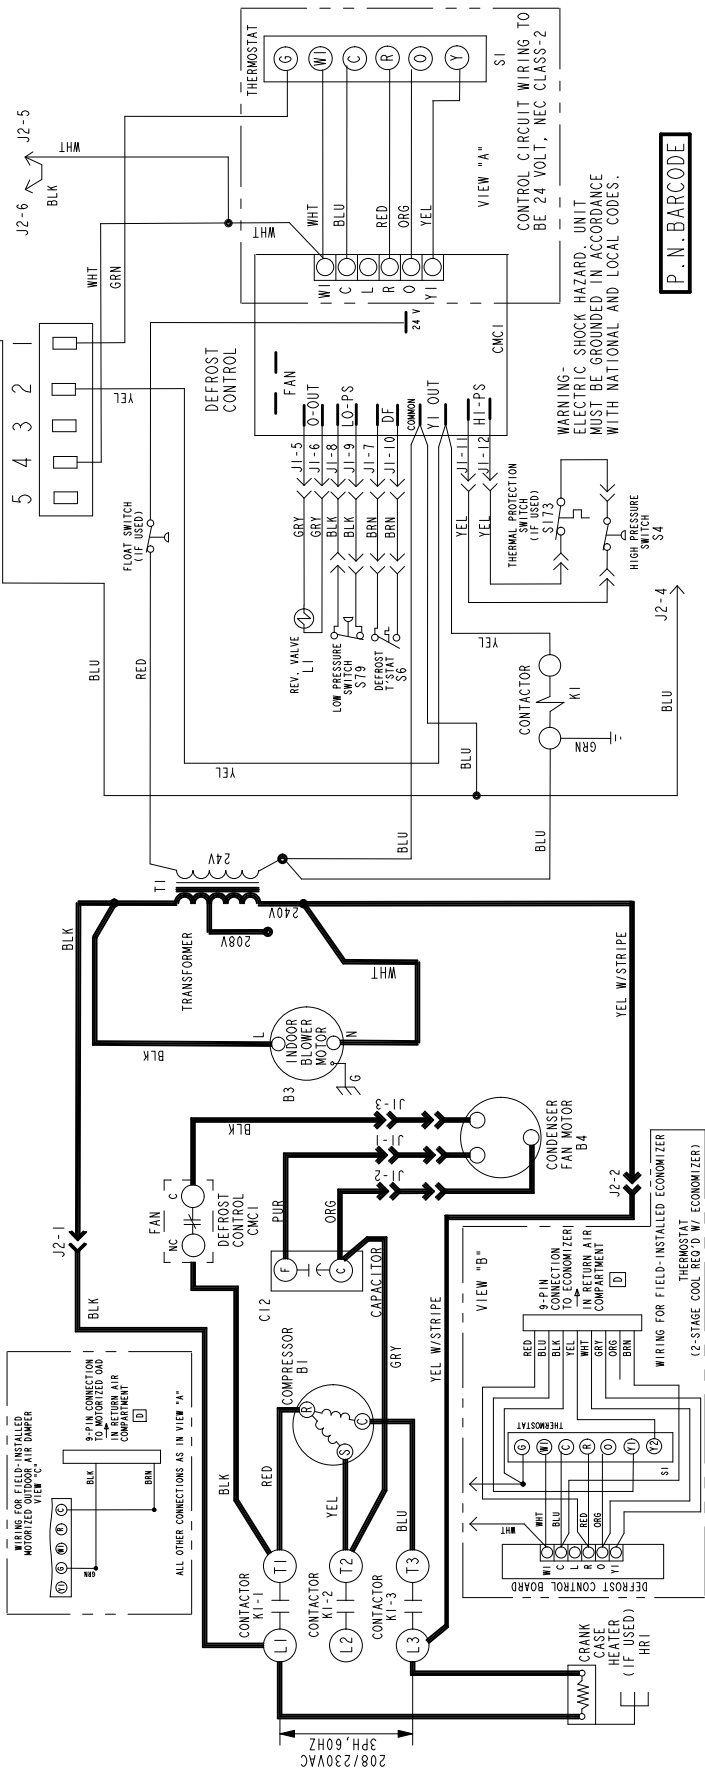 J2-5
J2-6
WHT
BLK
THERMOSTAT
G
W1
C
R
O
Y
S1
WHT
BLU
RED
ORG
YEL
VIEW "A"
CONTROL CIRCUIT WIRING TO
BE 24 VOLT, NEC CLASS-2
WHT
WHT
GRN
1
2
3
4
5
YEL
DEFROST
CONTROL
W1
C
L
R
O
Y1
24 V
CMC1
FAN
O-OUT
LO-PS
DF
COMMON
Y1 OUT
HI-PS
J1-5
J1-6
J1-8
J1-9
J1-7
J1-10
J1-11
J1-12
GRY
GRY
BLK
BLK
BRN
BRN
YEL
YEL
WARNING-
ELECTRIC SHOCK HAZARD. UNIT
MUST BE GROUNDED IN ACCORDANCE
WITH NATIONAL AND LOCAL CODES.
P.N.BARCODE
FLOAT SWITCH
(IF USED)
THERMAL PROTECTION
SWITCH
(IF USED)
S173
HIGH PRESSURE
SWITCH
S4
REV. VALVE
L1
LOW PRESSURE
SWITCH
S79
DEFROST
T'STAT
S6
BLU
RED
YEL
YEL
BLU
CONTACTOR
K1
GRN
BLU
J2-4
BLU
BLU
24V
T1
240V
208V
TRANSFORMER
BLK
WHT
YEL W/STRIPE
BLK
L
INDOOR
BLOWER
MOTOR
N
B3
G
J1-3
J1-1
J1-2
BLK
CONDENSER
FAN MOTOR
B4
FAN
C
NC
DEFROST
CONTROL
CMC1
PUR
ORG
C12
F
C
CAPACITOR
J2-1
BLK
J2-2
YEL W/STRIPE
GRY
COMPRESSOR
B1
R
C
S
BLK
RED
YEL
BLU
T1
T2
T3
CONTACTOR
K1-1
CONTACTOR
K1-2
CONTACTOR
K1-3
L1
L2
L3
208/230VAC
3PH,60HZ
CRANK
CASE
HEATER
(IF USED)
HR1
WIRING FOR FIELD-INSTALLED
MOTORIZED OUTDOOR AIR DAMPER
VIEW "C"
9-PIN CONNECTION
TO MOTORIZED OAD
IN RETURN AIR
COMPARTMENT
D
BLK
BRN
GRN
Y1
G
W1
R
C
ALL OTHER CONNECTIONS AS IN VIEW "A"
VIEW "B"
9-PIN
CONNECTION
TO ECONOMIZER
IN RETURN AIR
COMPARTMENT
D
RED
BLU
BLK
YEL
WHT
GRY
ORG
BRN
THERMOSTAT
G
W1
C
R
O
Y1
Y2
S1
WHT
WHT
BLU
RED
ORG
W1
C
L
R
O
Y1
DEFROST CONTROL BOARD
WIRING FOR FIELD-INSTALLED ECONOMIZER
THERMOSTAT
(2-STAGE COOL REQ'D W/ ECONOMIZER)